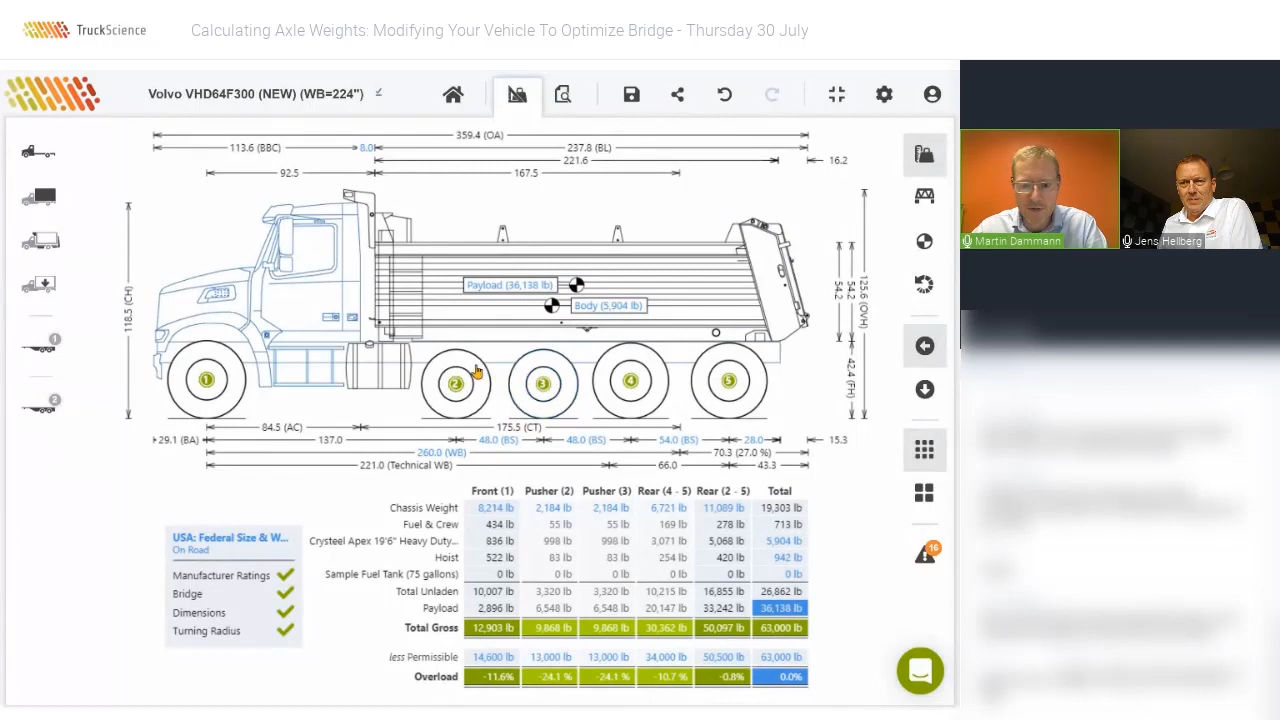 TruckScience
Calculating Axle Weights: Modifying Your Vehicle To Optimize Bridge - Thursday 30 July
Volvo VHD64F300 (NEW) (WB=224")
359.4 (OA)
113.6 (BBC) 8.0 237.8 (BL)
221.6 16.2
92.5 167.5
118.5 (CH)
Payload (36,138 lb)
Body (5,904 lb)
54.2 54.2 125.6 (OVH)
42.4 (FH)
1 2 3 4 5
84.5 (AC) 175.5 (CT)
29.1 (BA) 137.0 48.0 (BS) 48.0 (BS) 54.0 (BS) 28.0 15.3
260.0 (WB) 70.3 (27.0 %)
221.0 (Technical WB) 66.0 43.3
1
2
16
Martin Dammann
Jens Hellberg
USA: Federal Size & W...
On Road
Manufacturer Ratings
Bridge
Dimensions
Turning Radius
Front (1) Pusher (2) Pusher (3) Rear (4 - 5) Rear (2 - 5) Total
Chassis Weight 8,214 lb 2,184 lb 2,184 lb 6,721 lb 11,089 lb 19,303 lb
Fuel & Crew 434 lb 55 lb 55 lb 169 lb 278 lb 713 lb
Crysteel Apex 19'6" Heavy Duty... 836 lb 998 lb 998 lb 3,071 lb 5,068 lb 5,904 lb
Hoist 522 lb 83 lb 83 lb 254 lb 420 lb 942 lb
Sample Fuel Tank (75 gallons) 0 lb 0 lb 0 lb 0 lb 0 lb 0 lb
Total Unladen 10,007 lb 3,320 lb 3,320 lb 10,215 lb 16,855 lb 26,862 lb
Payload 2,896 lb 6,548 lb 6,548 lb 20,147 lb 33,242 lb 36,138 lb
Total Gross 12,903 lb 9,868 lb 9,868 lb 30,362 lb 50,097 lb 63,000 lb
less Permissible 14,600 lb 13,000 lb 13,000 lb 34,000 lb 50,500 lb 63,000 lb
Overload -11.6% -24.1 % -24.1 % -10.7 % -0.8% 0.0%